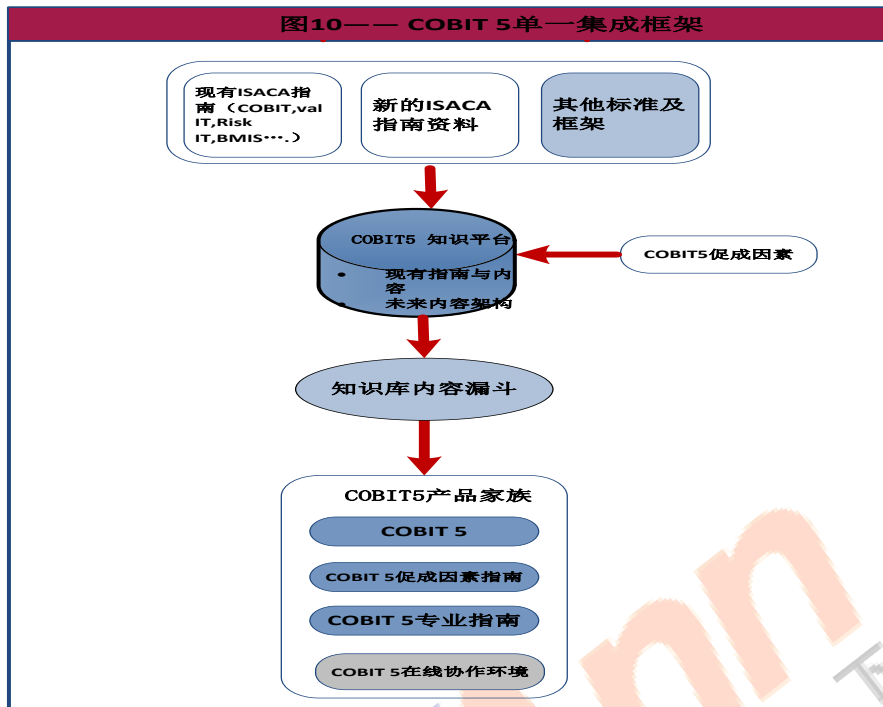 图10—— COBIT 5单一集成框架
现有ISACA指
南（COBIT,val
IT,Risk
IT,BMIS….）
新的ISACA
指南资料
其他标准及
框架
COBIT5 知识平台
• 现有指南与内
容
• 未来内容架构
COBIT5促成因素
知识库内容漏斗
COBIT5产品家族
COBIT 5
COBIT 5促成因素指南
COBIT 5专业指南
COBIT 5在线协作环境